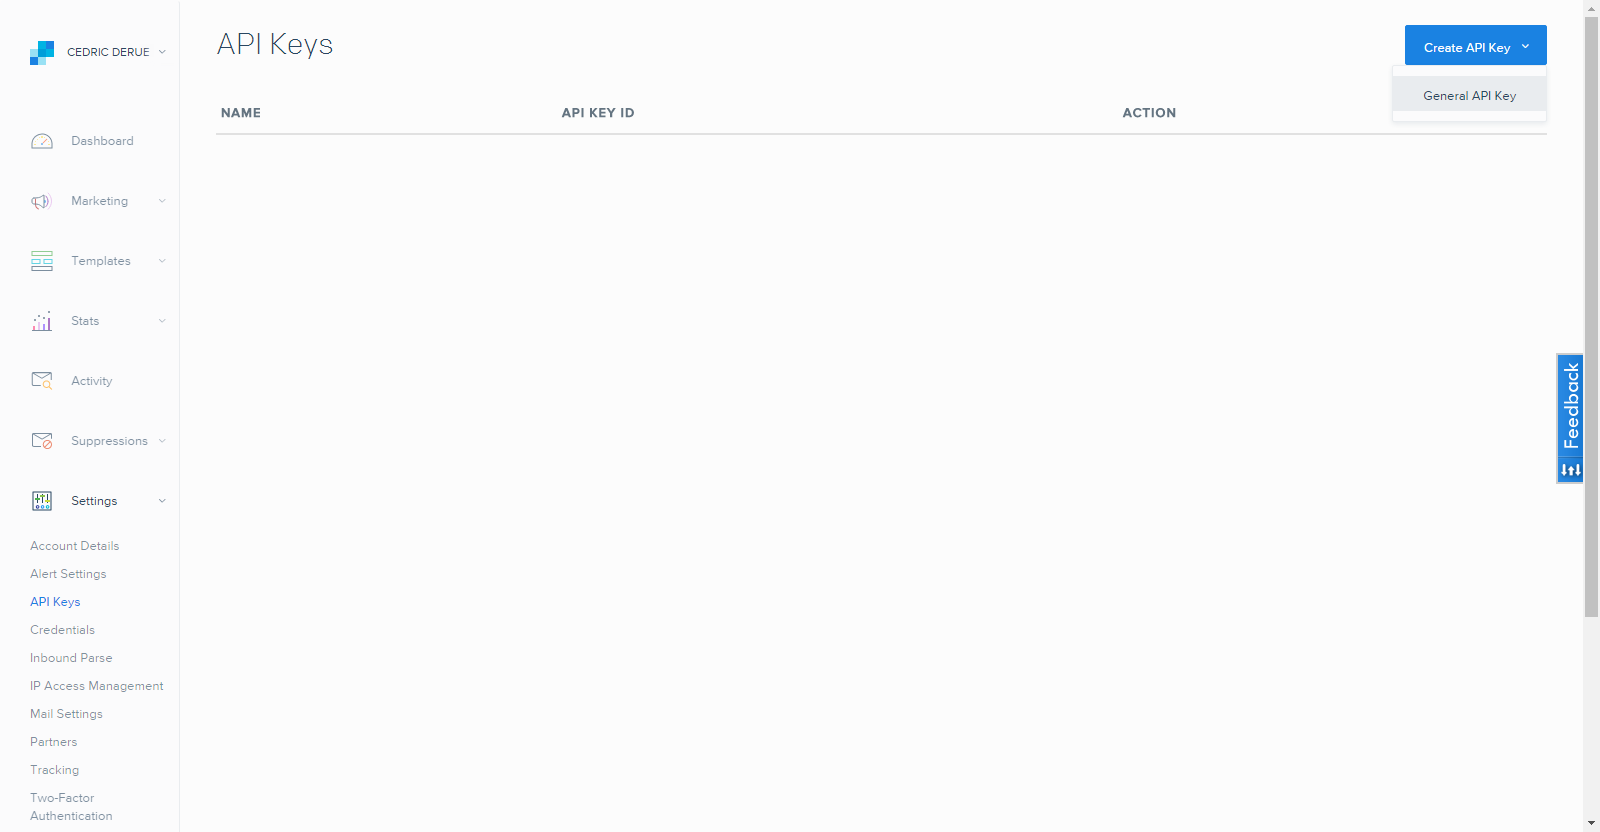 CEDRIC DERUE
API Keys
Create API Key
General API Key
NAME API KEY ID ACTION
Dashboard
Marketing
Templates
Stats
Activity
Suppressions
Settings
Account Details
Alert Settings
API Keys
Credentials
Inbound Parse
IP Access Management
Mail Settings
Partners
Tracking
Two-Factor
Authentication
Feedback